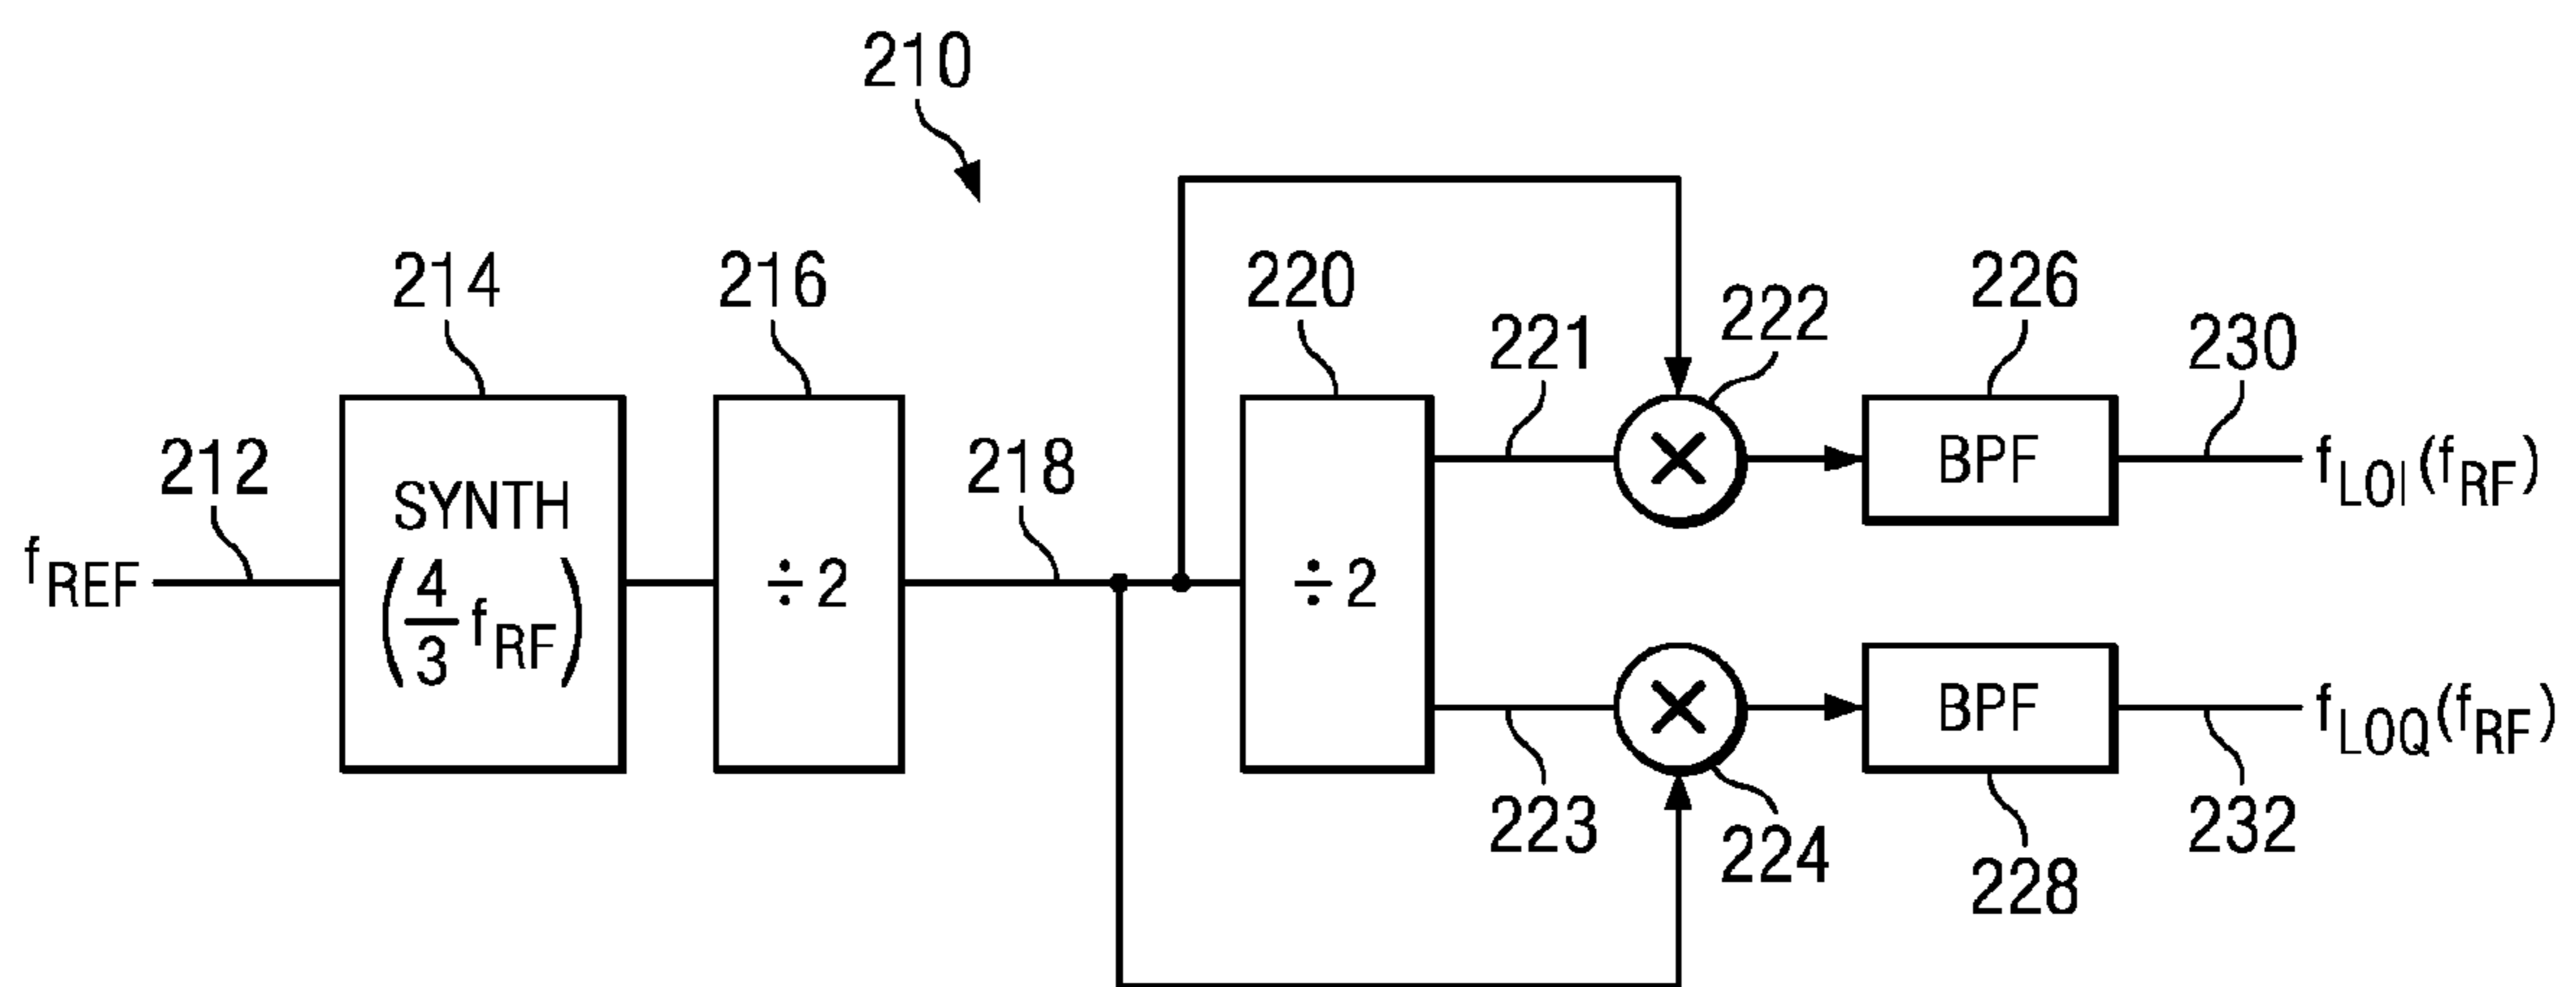 210
214
216
220
222
226
221
230
212
218
f_REF
SYNTH
(4/3 f_RF)
÷2
÷2
×
BPF
f_LOI(f_RF)
×
BPF
f_LOQ(f_RF)
223
224
228
232